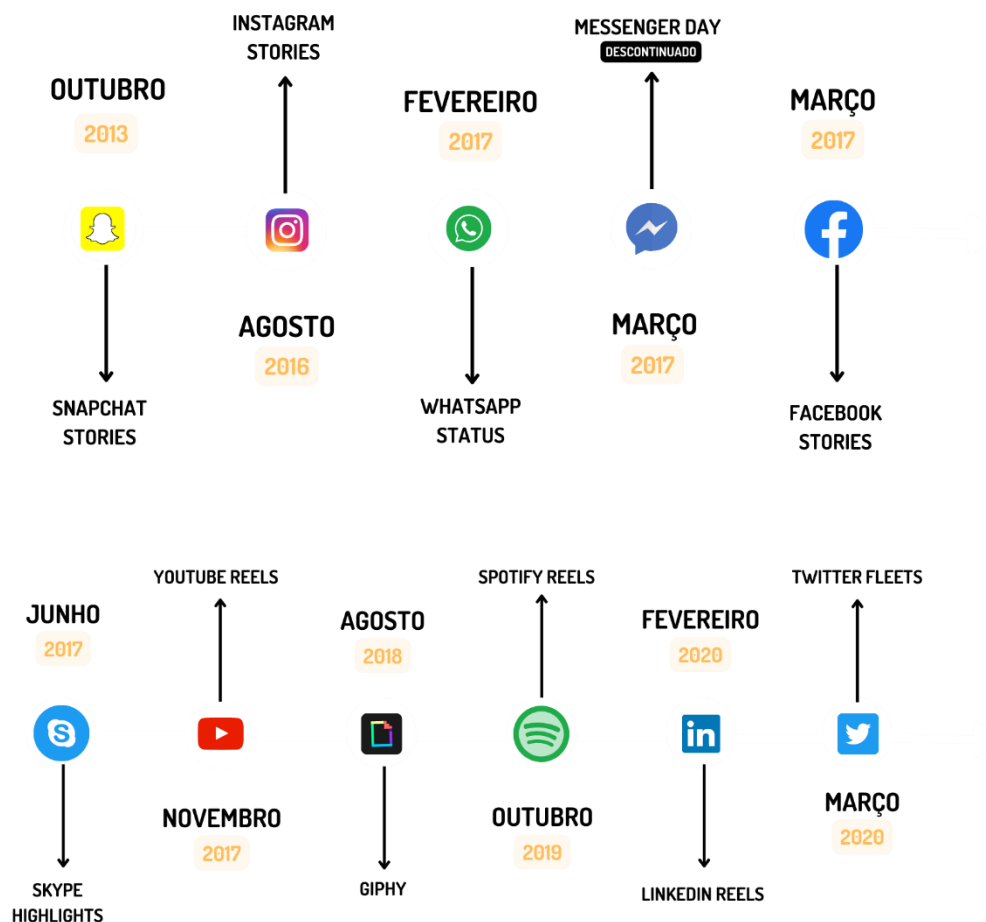 OUTUBRO
2013
SNAPCHAT
STORIES
INSTAGRAM
STORIES
AGOSTO
2016
FEVEREIRO
2017
WHATSAPP
STATUS
MESSENGER DAY
DESCONTINUADO
MARÇO
2017
MARÇO
2017
FACEBOOK
STORIES
JUNHO
2017
SKYPE
HIGHLIGHTS
YOUTUBE REELS
NOVEMBRO
2017
AGOSTO
2018
GIPHY
SPOTIFY REELS
OUTUBRO
2019
FEVEREIRO
2020
in
LINKEDIN REELS
TWITTER FLEETS
MARÇO
2020